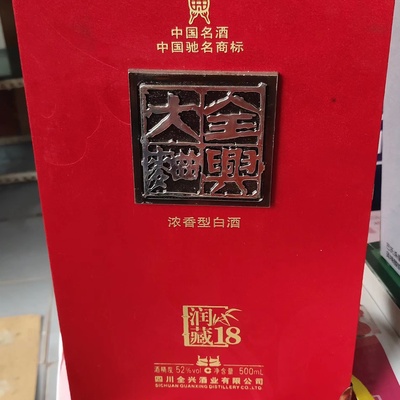 中国名酒
中国驰名商标
全興
大曲
浓香型白酒
润藏18
酒精度 52%vol 净含量 500mL
四川全兴酒业有限公司
SICHUAN QUANXING DISTILLERY CO.,LTD